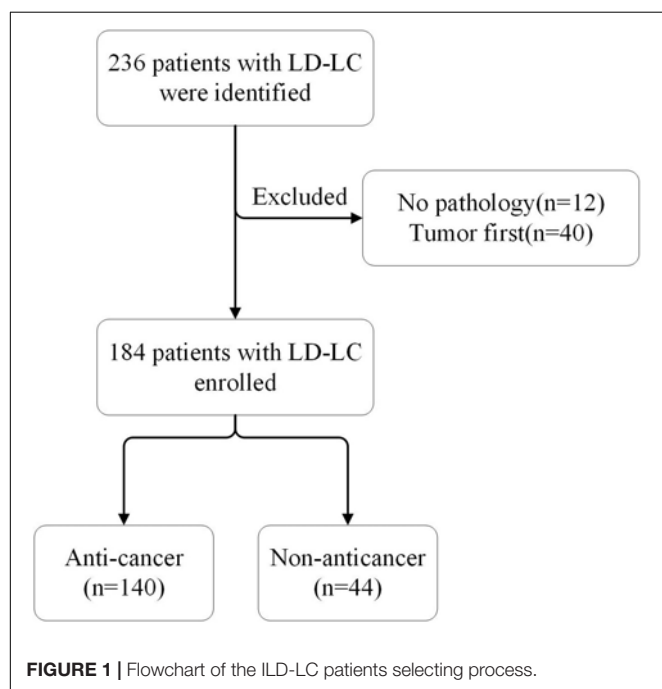 236 patients with LD-LC
were identified
Excluded
No pathology(n=12)
Tumor first(n=40)
184 patients with LD-LC
enrolled
Anti-cancer
(n=140)
Non-anticancer
(n=44)
FIGURE 1 | Flowchart of the ILD-LC patients selecting process.